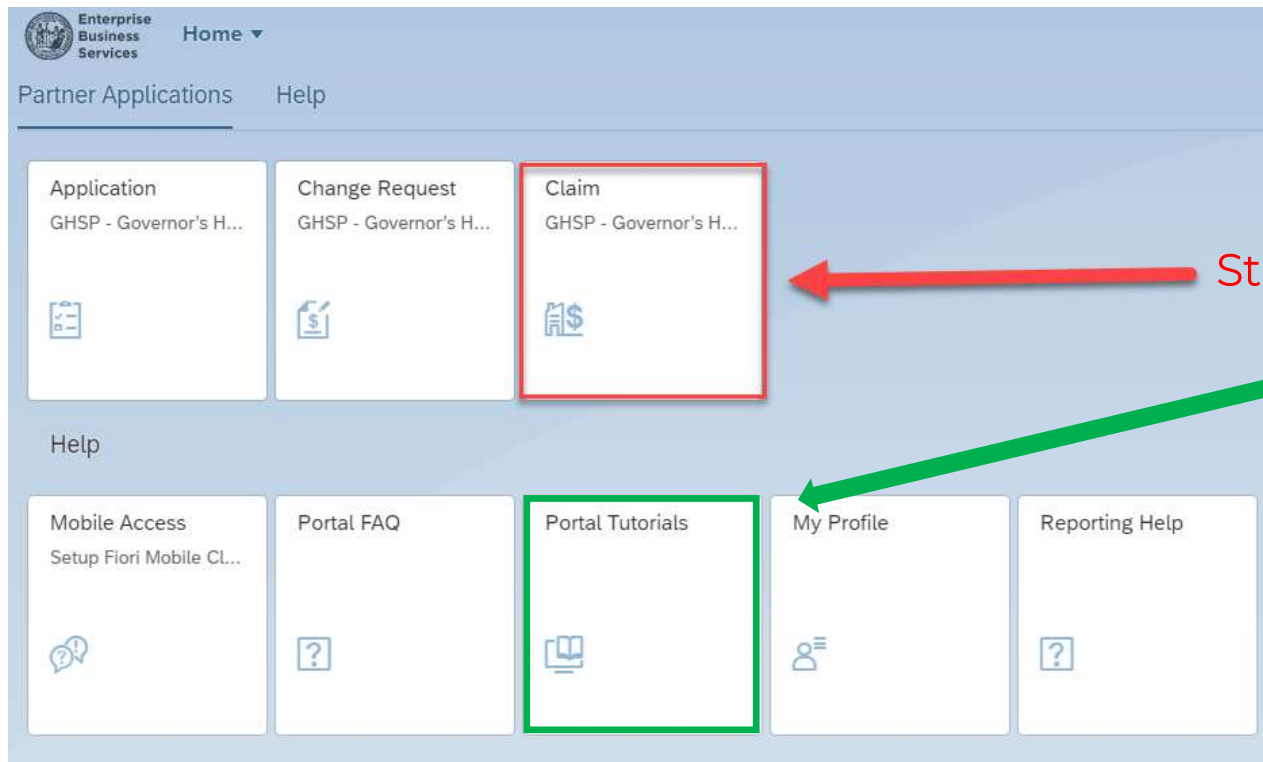 Enterprise
Business
Services
Home
Partner Applications Help
Application
GHSP - Governor's H...
Change Request
GHSP - Governor's H...
Claim
GHSP - Governor's H...
St
Help
Mobile Access
Setup Fiori Mobile Cl...
Portal FAQ
Portal Tutorials
My Profile
Reporting Help